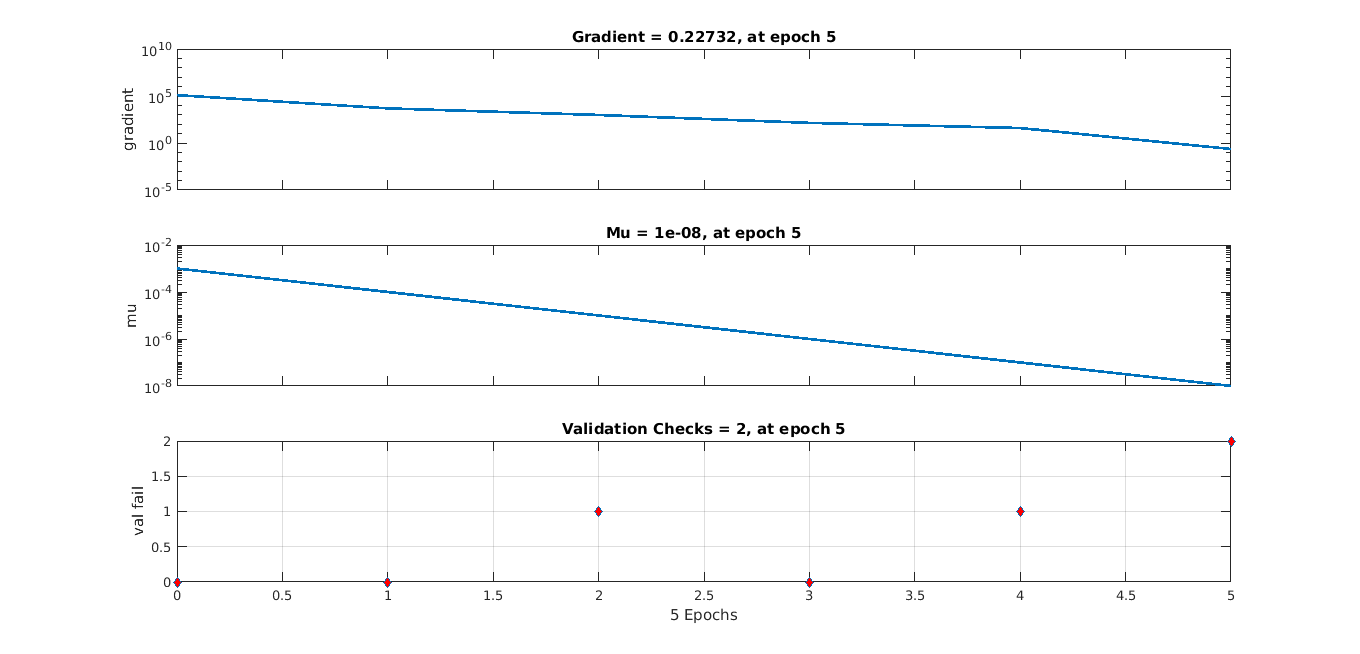 Gradient = 0.22732, at epoch 5
10^10
10^5
10^0
10^-5
gradient
Mu = 1e-08, at epoch 5
10^-2
10^-4
10^-6
10^-8
mu
Validation Checks = 2, at epoch 5
2
1.5
1
0.5
0
val fail
0 0.5 1 1.5 2 2.5 3 3.5 4 4.5 5
5 Epochs